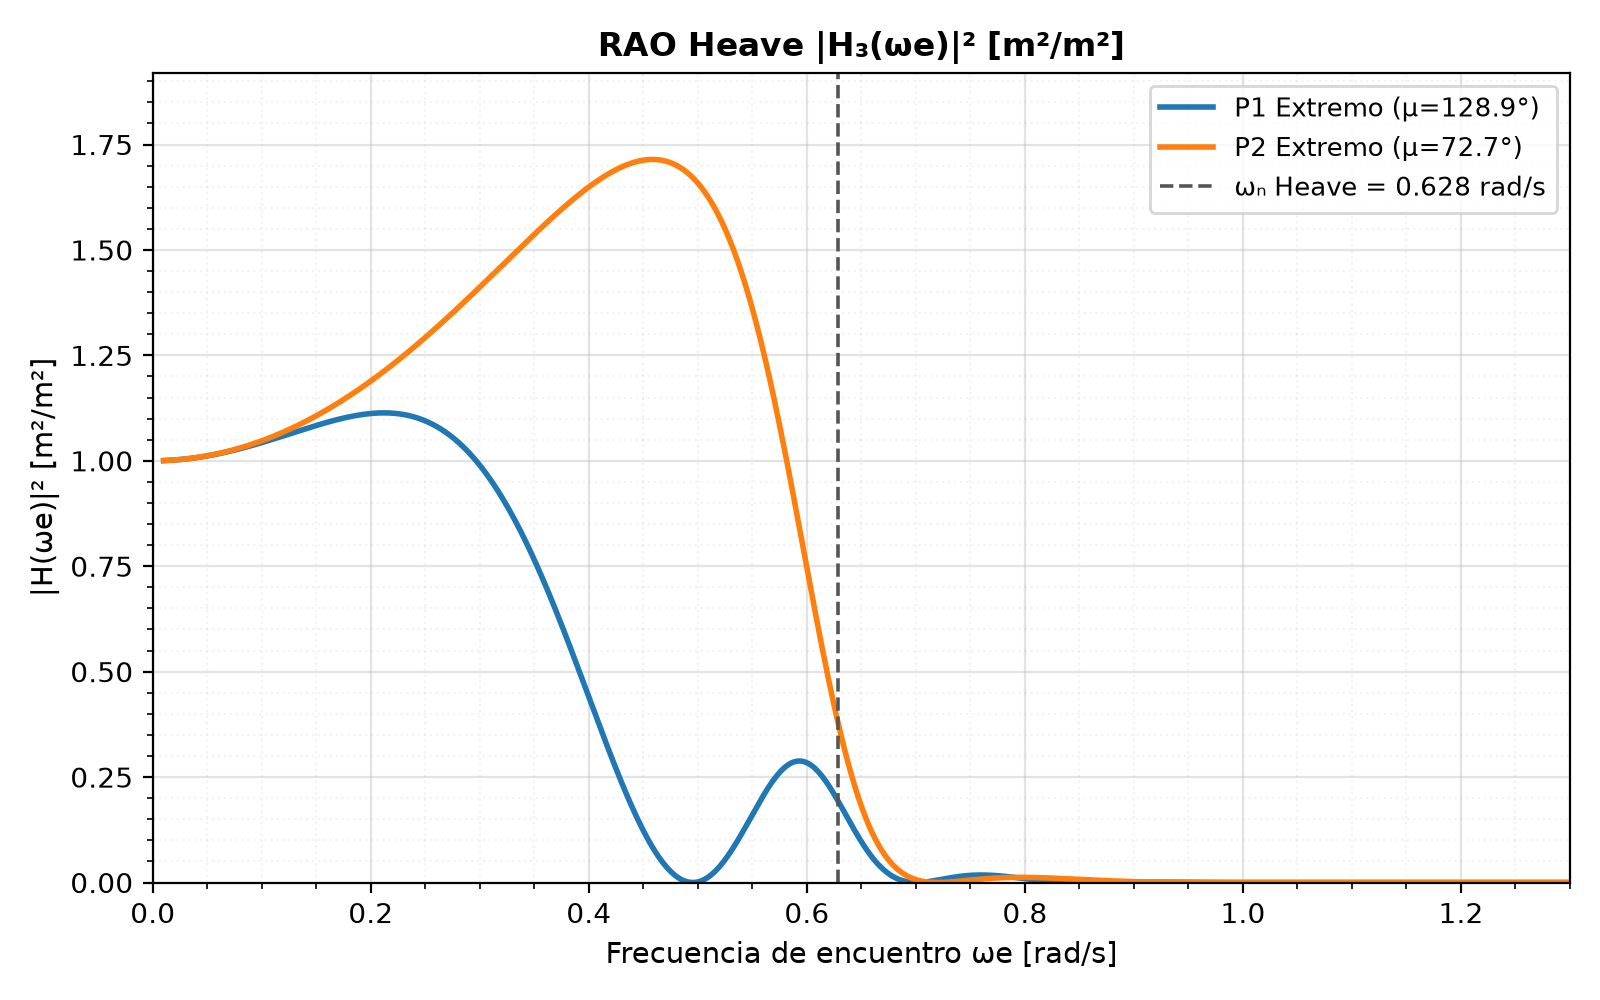 RAO Heave |H₃(ωe)|² [m²/m²]
P1 Extremo (μ=128.9°)
P2 Extremo (μ=72.7°)
ωₙ Heave = 0.628 rad/s
|H(ωe)|² [m²/m²]
1.75
1.50
1.25
1.00
0.75
0.50
0.25
0.00
0.0 0.2 0.4 0.6 0.8 1.0 1.2
Frecuencia de encuentro ωe [rad/s]